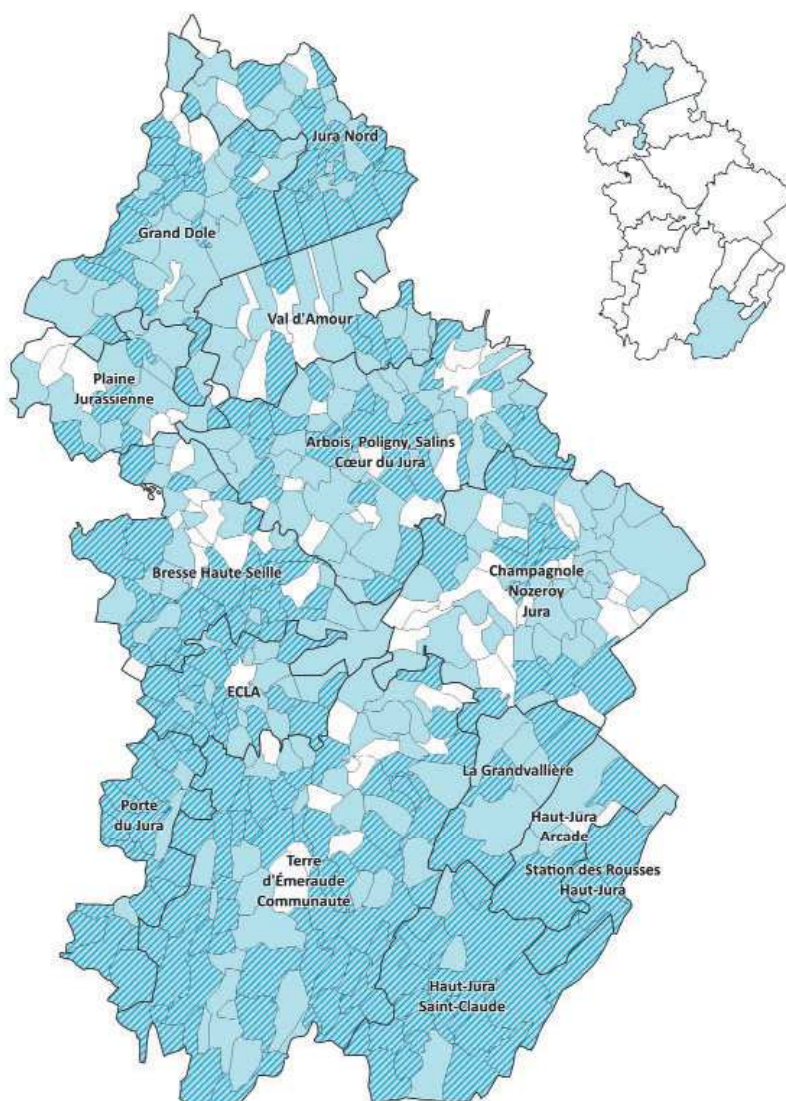 Jura Nord
Grand Dole
Val d'Amour
Plaine
Jurassienne
Arbois, Poligny, Salins
Cœur du Jura
Bresse Haute Seille
Champagnole
Nozeroy
Jura
ECLA
La Grandvallière
Porte
du Jura
Haut-Jura
Arcade
Terre
d'Émeraude
Communauté
Station des Rousses
Haut-Jura
Haut-Jura
Saint-Claude